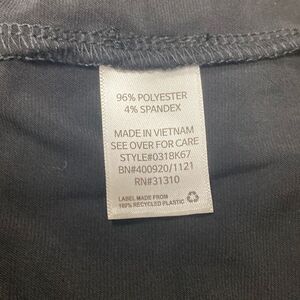 96% POLYESTER
4% SPANDEX
MADE IN VIETNAM
SEE OVER FOR CARE
STYLE#0318K67
BN#400920/1121
RN#31310
LABEL MADE FROM
100% RECYCLED PLASTIC